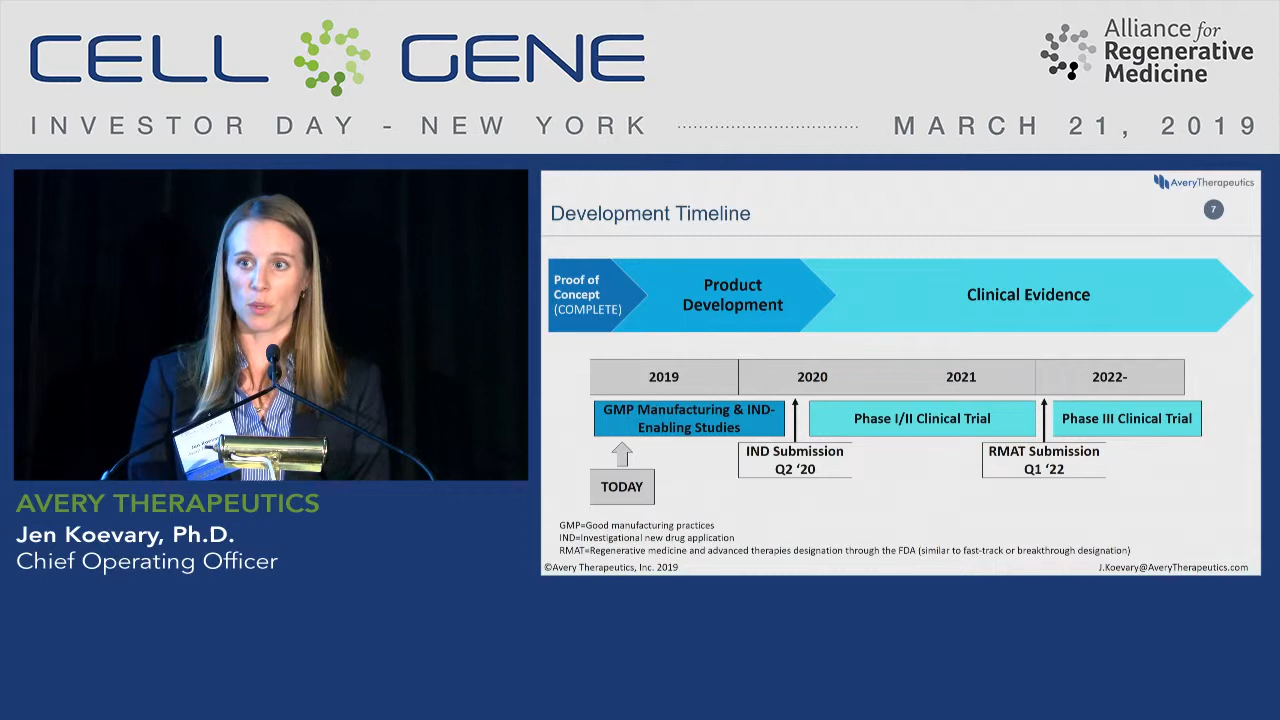 CELL GENE
Alliance for
Regenerative
Medicine
INVESTOR DAY - NEW YORK
MARCH 21, 2019
AveryTherapeutics
Development Timeline
7
Proof of
Concept
(COMPLETE)
Product
Development
Clinical Evidence
2019
2020
2021
2022-
GMP Manufacturing & IND-
Enabling Studies
Phase I/II Clinical Trial
Phase III Clinical Trial
IND Submission
Q2 ‘20
RMAT Submission
Q1 ‘22
TODAY
GMP=Good manufacturing practices
IND=Investigational new drug application
RMAT=Regenerative medicine and advanced therapies designation through the FDA (similar to fast-track or breakthrough designation)
©Avery Therapeutics, Inc. 2019
J.Koevary@AveryTherapeutics.com
AVERY THERAPEUTICS
Jen Koevary, Ph.D.
Chief Operating Officer